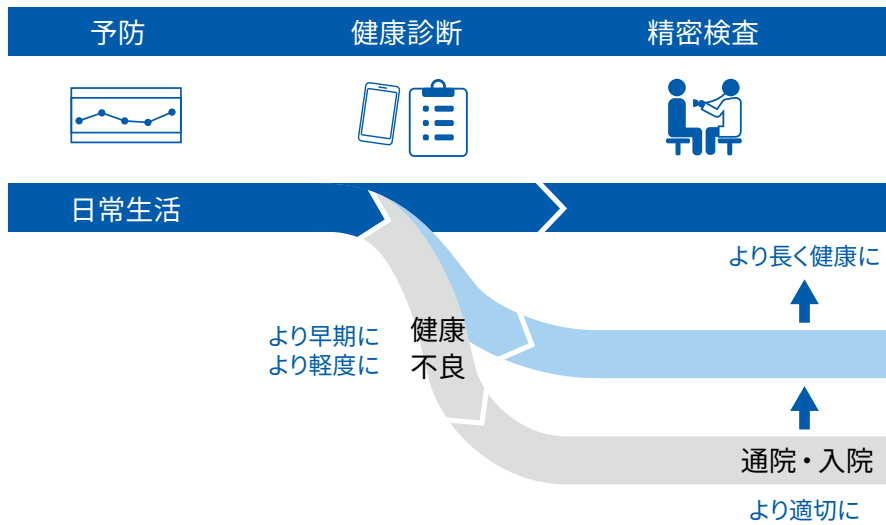 予防
健康診断
精密検査
日常生活
より長く健康に
より早期に
より軽度に
健康
不良
通院・入院
より適切に